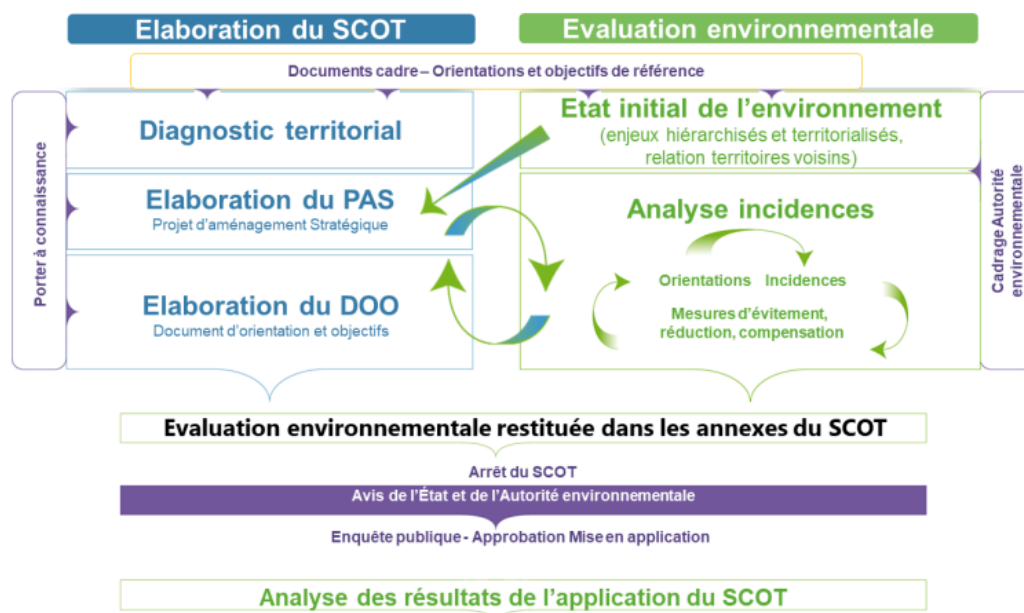 Elaboration du SCOT
Evaluation environnementale
Documents cadre – Orientations et objectifs de référence
Porter à connaissance
Diagnostic territorial
Etat initial de l'environnement
(enjeux hiérarchisés et territorialisés,
relation territoires voisins)
Cadrage Autorité
environnementale
Elaboration du PAS
Projet d'aménagement Stratégique
Analyse incidences
Orientations Incidences
Mesures d'évitement,
réduction, compensation
Elaboration du DOO
Document d'orientation et objectifs
Evaluation environnementale restituée dans les annexes du SCOT
Arrêt du SCOT
Avis de l'État et de l'Autorité environnementale
Enquête publique - Approbation Mise en application
Analyse des résultats de l'application du SCOT